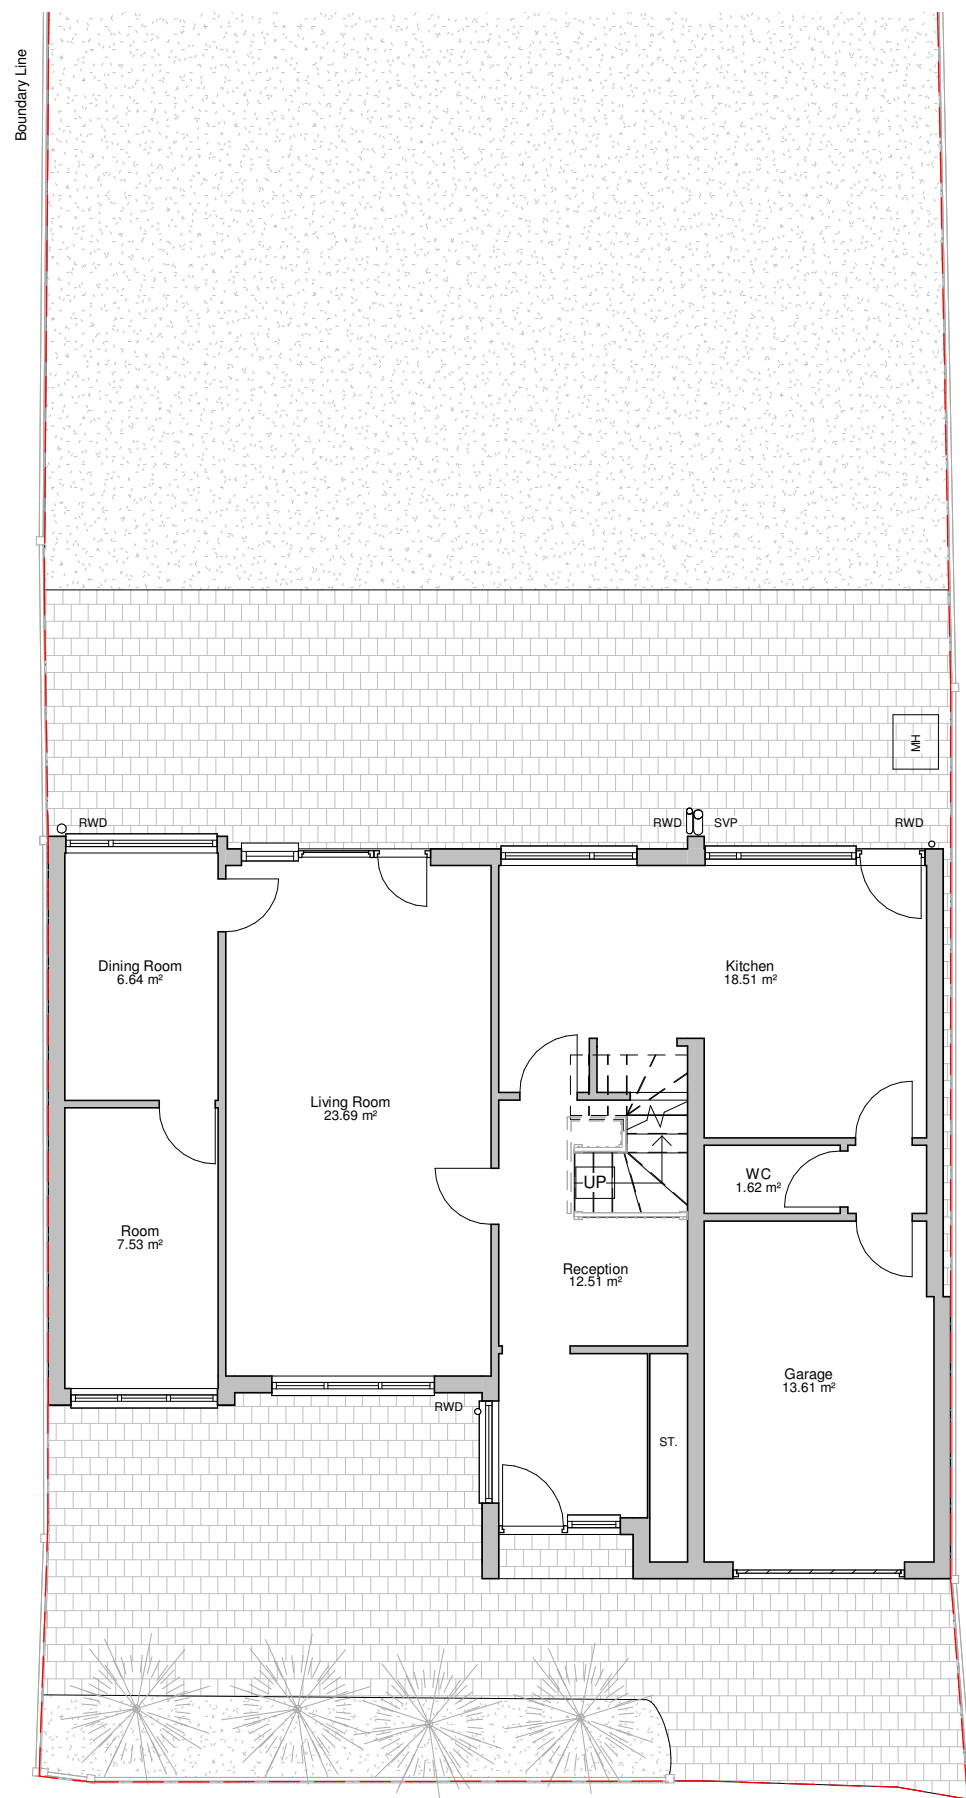 Boundary Line
MH
RWD
RWD
SVP
RWD
Dining Room
6.64 m²
Kitchen
18.51 m²
Living Room
23.69 m²
WC
1.62 m²
UP
Room
7.53 m²
Reception
12.51 m²
Garage
13.61 m²
RWD
ST.